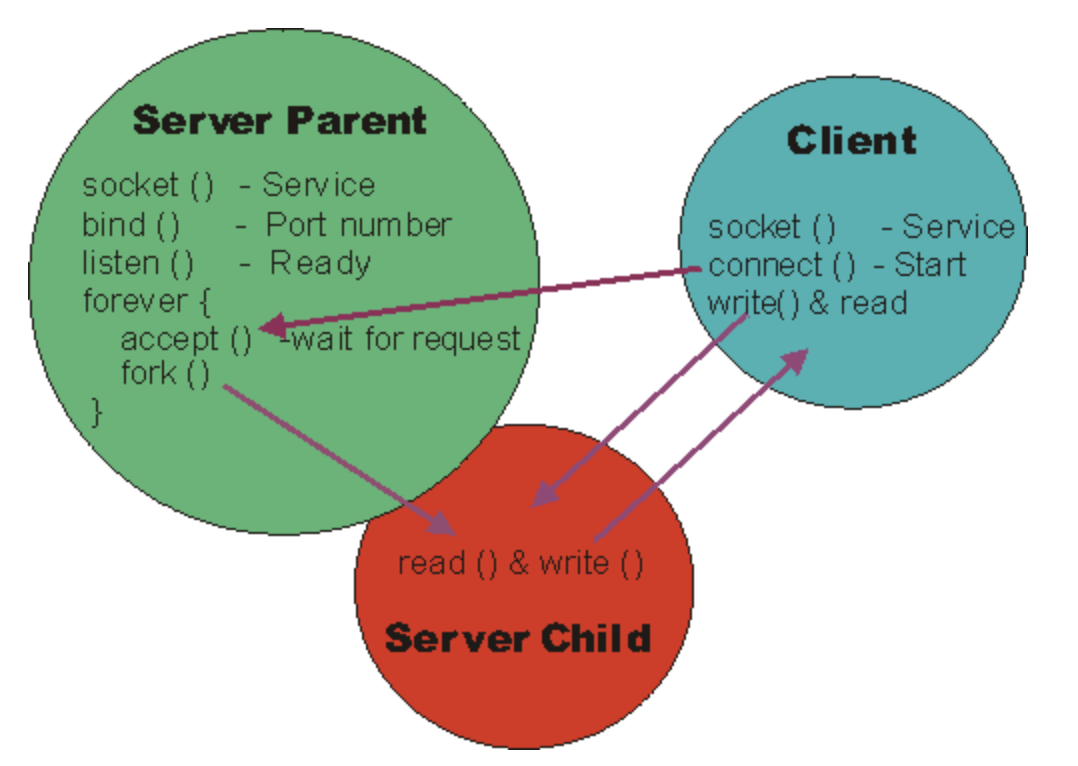 Server Parent
socket () - Service
bind () - Port number
listen () - Ready
forever {
accept () -wait for request
fork ()
}
Client
socket () - Service
connect () - Start
write() & read
read () & write ()
Server Child